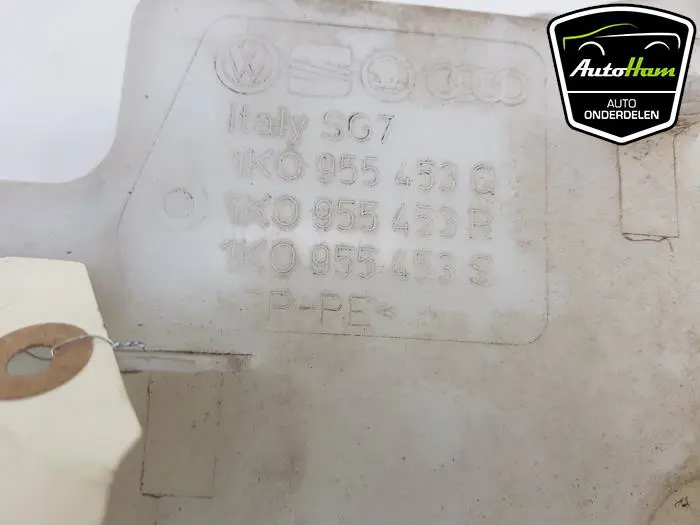 AutoHam
AUTO
ONDERDELEN
Italy SG7
1K0 955 453 Q
1K0 955 453 R
1K0 955 453 S
>PP-PE<